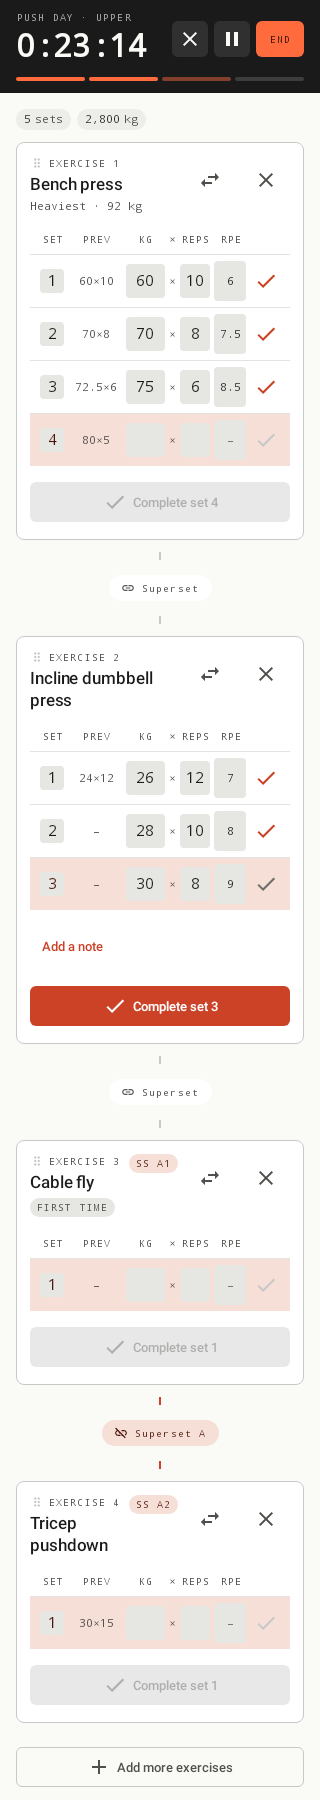 PUSH DAY · UPPER
0:23:14
END
5 sets 2,800 kg
EXERCISE 1
Bench press
Heaviest · 92 kg
SET PREV KG × REPS RPE
1 60×10 60 × 10 6
2 70×8 70 × 8 7.5
3 72.5×6 75 × 6 8.5
4 80×5 × –
Complete set 4
Superset
EXERCISE 2
Incline dumbbell
press
SET PREV KG × REPS RPE
1 24×12 26 × 12 7
2 – 28 × 10 8
3 – 30 × 8 9
Add a note
Complete set 3
Superset
EXERCISE 3 SS A1
Cable fly
FIRST TIME
SET PREV KG × REPS RPE
1 – × –
Complete set 1
Superset A
EXERCISE 4 SS A2
Tricep
pushdown
SET PREV KG × REPS RPE
1 30×15 × –
Complete set 1
Add more exercises